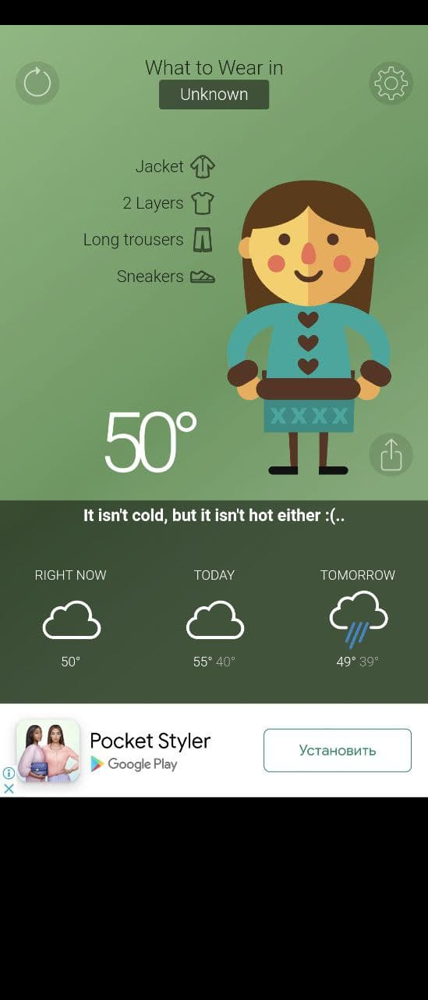 What to Wear in
Unknown
Jacket
2 Layers
Long trousers
Sneakers
XXXX
50°
It isn't cold, but it isn't hot either :(..
RIGHT NOW
TODAY
TOMORROW
50°
55° 40°
49° 39°
Pocket Styler
Google Play
Установить